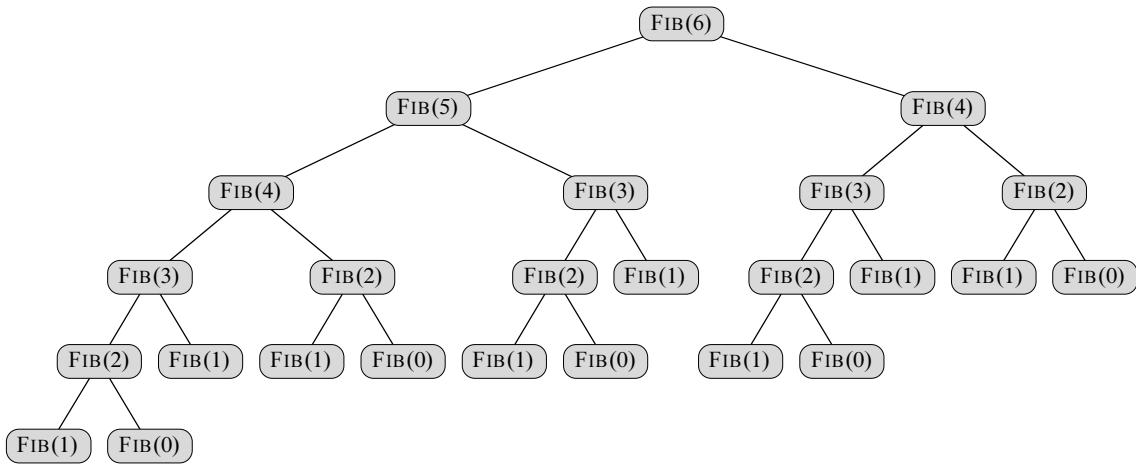 FIB(6)
FIB(5) FIB(4)
FIB(4) FIB(3) FIB(3) FIB(2)
FIB(3) FIB(2) FIB(2) FIB(1) FIB(2) FIB(1) FIB(1) FIB(0)
FIB(2) FIB(1) FIB(1) FIB(0) FIB(1) FIB(0) FIB(1) FIB(0)
FIB(1) FIB(0)